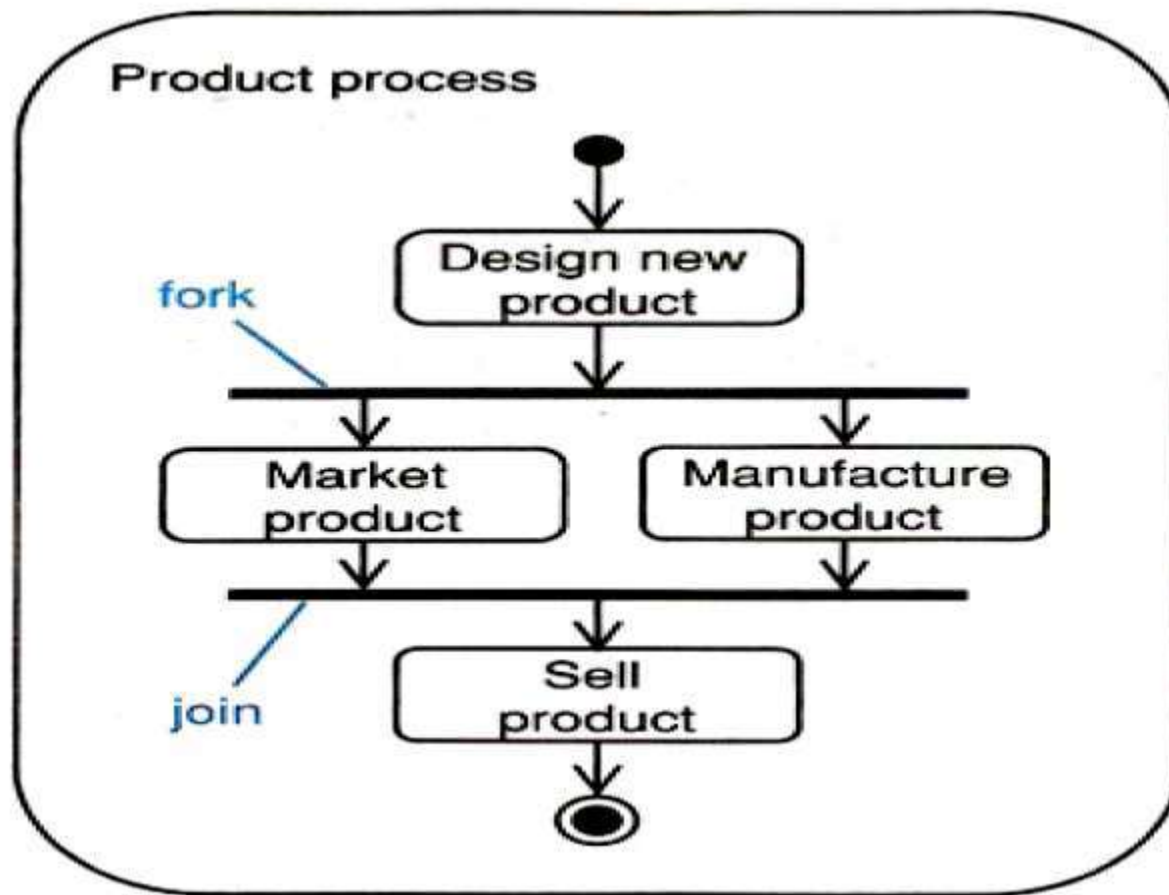 Product process
Design new
product
fork
Market
product
Manufacture
product
join
Sell
product